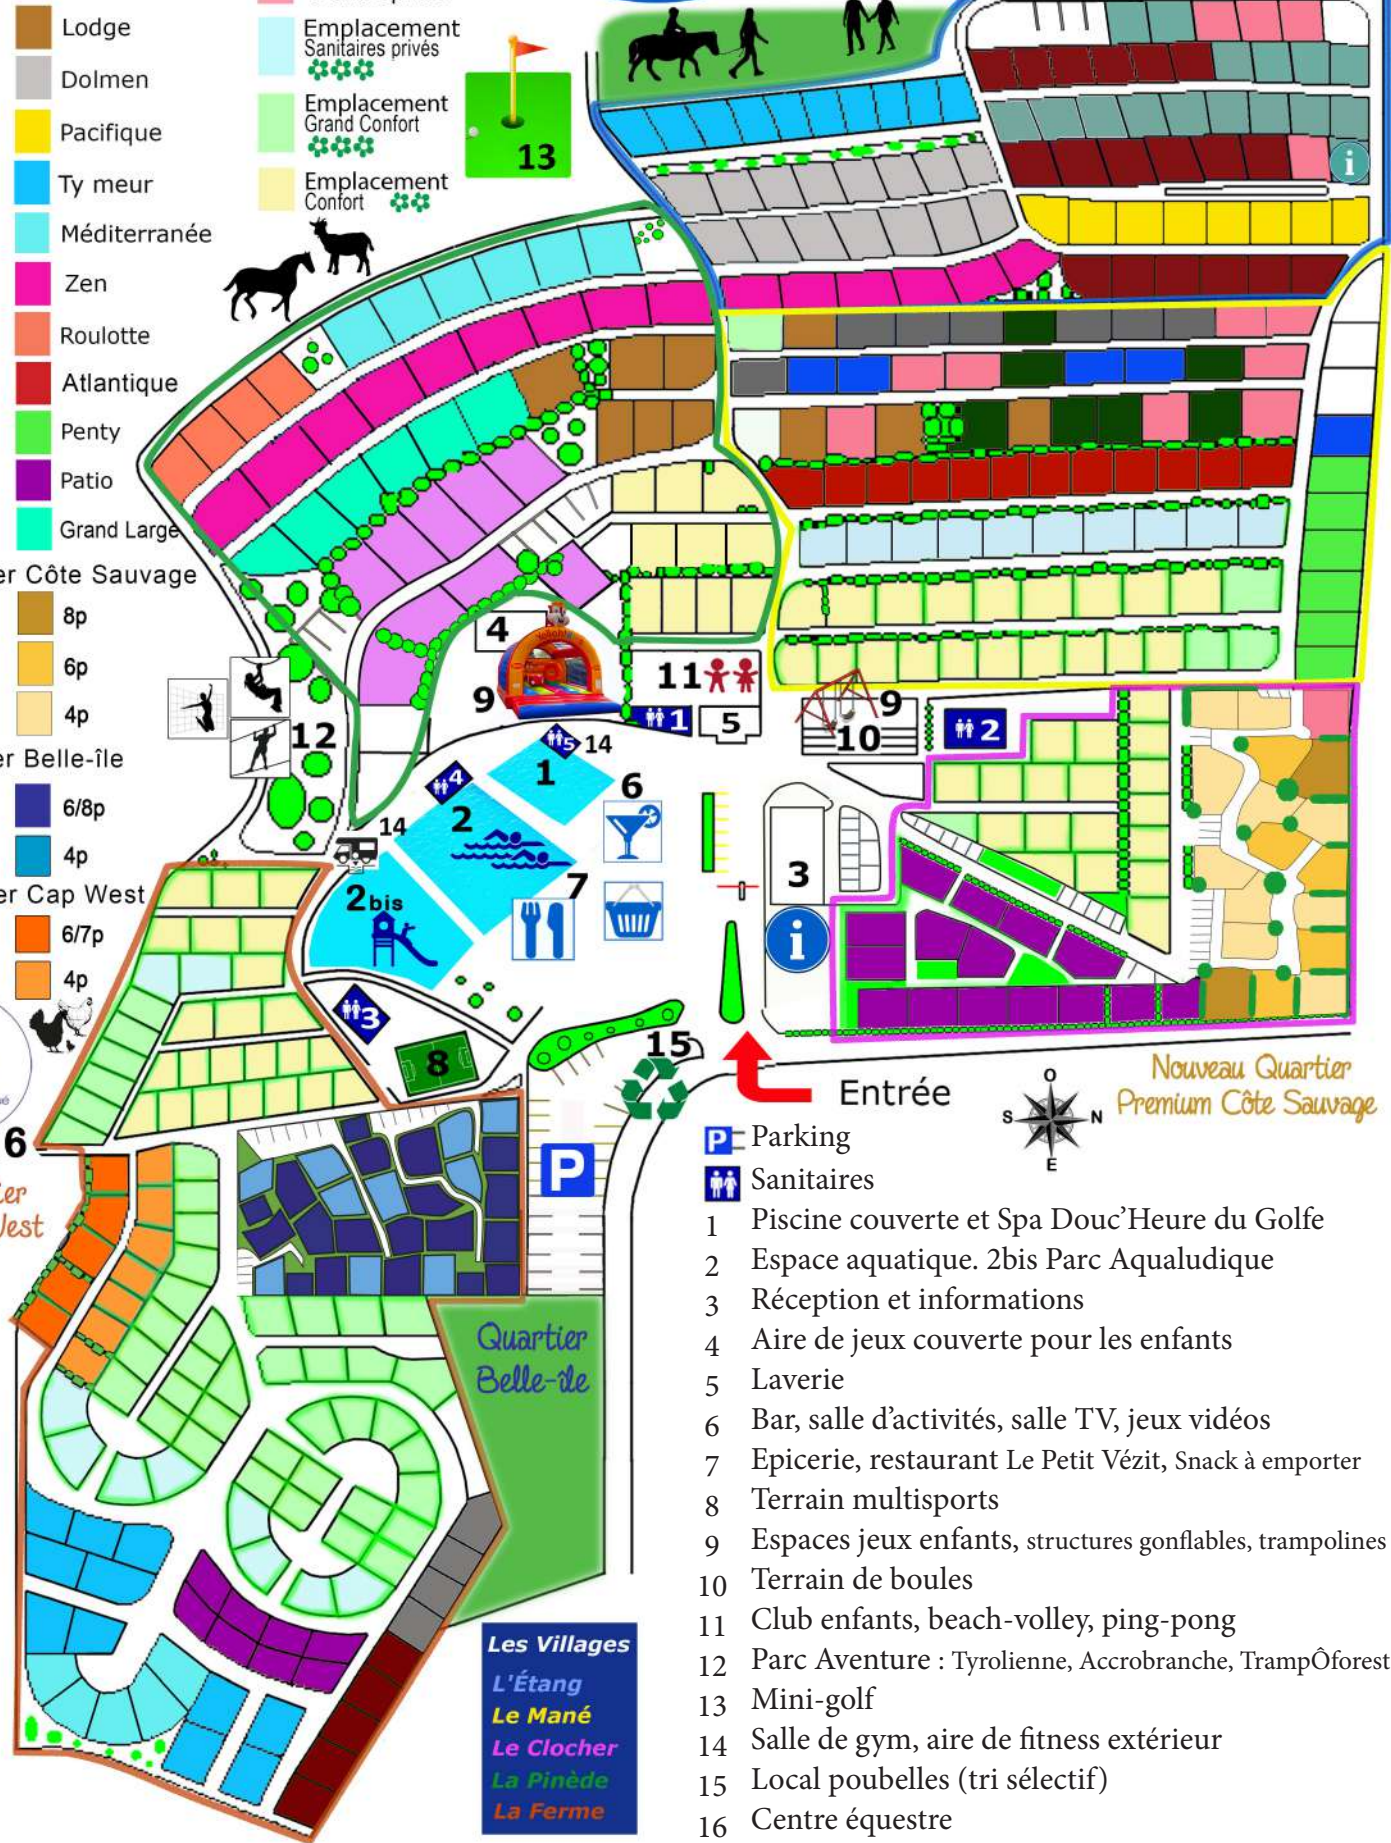 Lodge
Dolmen
Pacifique
Ty meur
Méditerranée
Zen
Roulotte
Atlantique
Penty
Patio
Grand Large
er Côte Sauvage
8p
6p
4p
er Belle-île
6/8p
4p
er Cap West
6/7p
4p
Emplacement
Sanitaires privés
Emplacement
Grand Confort
Emplacement
Confort
13
i
4
9
11
1
5
9
10
2
12
5
14
1
4
2
6
14
2bis
7
3
i
3
8
15
6
P
Entrée
O
S
N
E
Nouveau Quartier
Premium Côte Sauvage
Quartier
Belle-île
Les Villages
L'Étang
Le Mané
Le Clocher
La Pinède
La Ferme
P Parking
Sanitaires
1 Piscine couverte et Spa Douc’Heure du Golfe
2 Espace aquatique. 2bis Parc Aqualudique
3 Réception et informations
4 Aire de jeux couverte pour les enfants
5 Laverie
6 Bar, salle d’activités, salle TV, jeux vidéos
7 Epicerie, restaurant Le Petit Vézit, Snack à emporter
8 Terrain multisports
9 Espaces jeux enfants, structures gonflables, trampolines
10 Terrain de boules
11 Club enfants, beach-volley, ping-pong
12 Parc Aventure : Tyrolienne, Accrobranche, TrampÔforest
13 Mini-golf
14 Salle de gym, aire de fitness extérieur
15 Local poubelles (tri sélectif)
16 Centre équestre